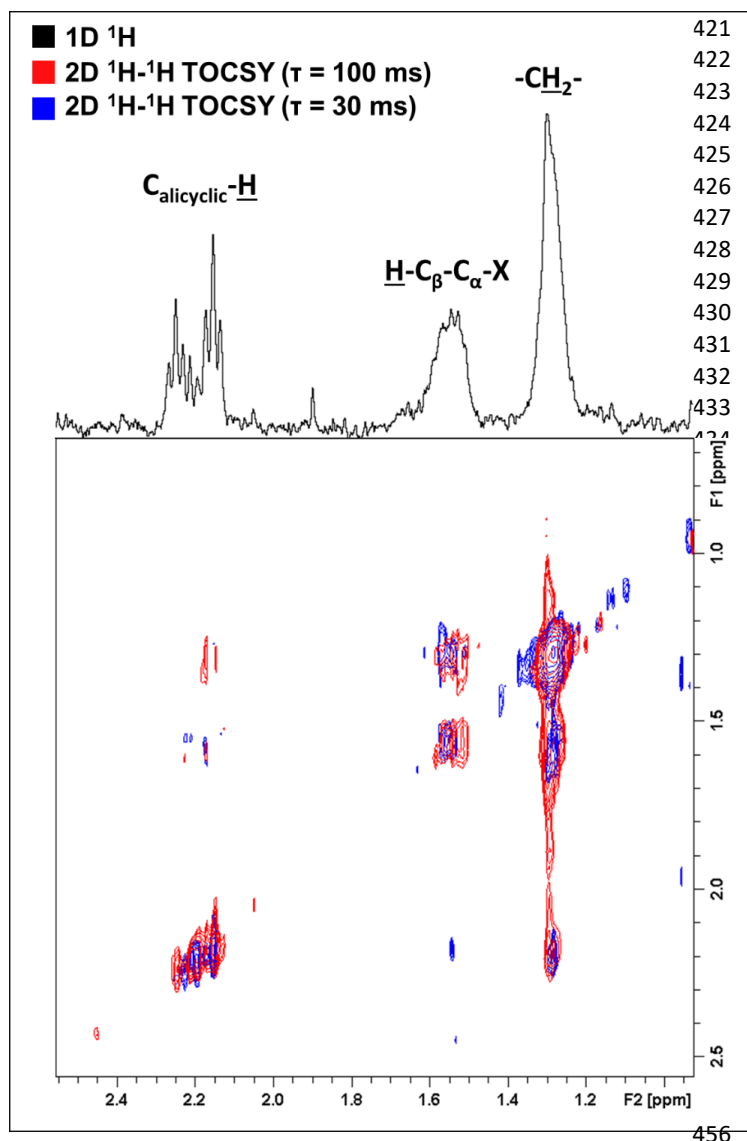 1D ¹H
2D ¹H-¹H TOCSY (τ = 100 ms)
2D ¹H-¹H TOCSY (τ = 30 ms)
-CH₂-
C_alicyclic-H
H-Cβ-Cα-X
421
422
423
424
425
426
427
428
429
430
431
432
433
F1 [ppm]
1.0
1.5
2.0
2.5
2.4 2.2 2.0 1.8 1.6 1.4 1.2 F2 [ppm]
456